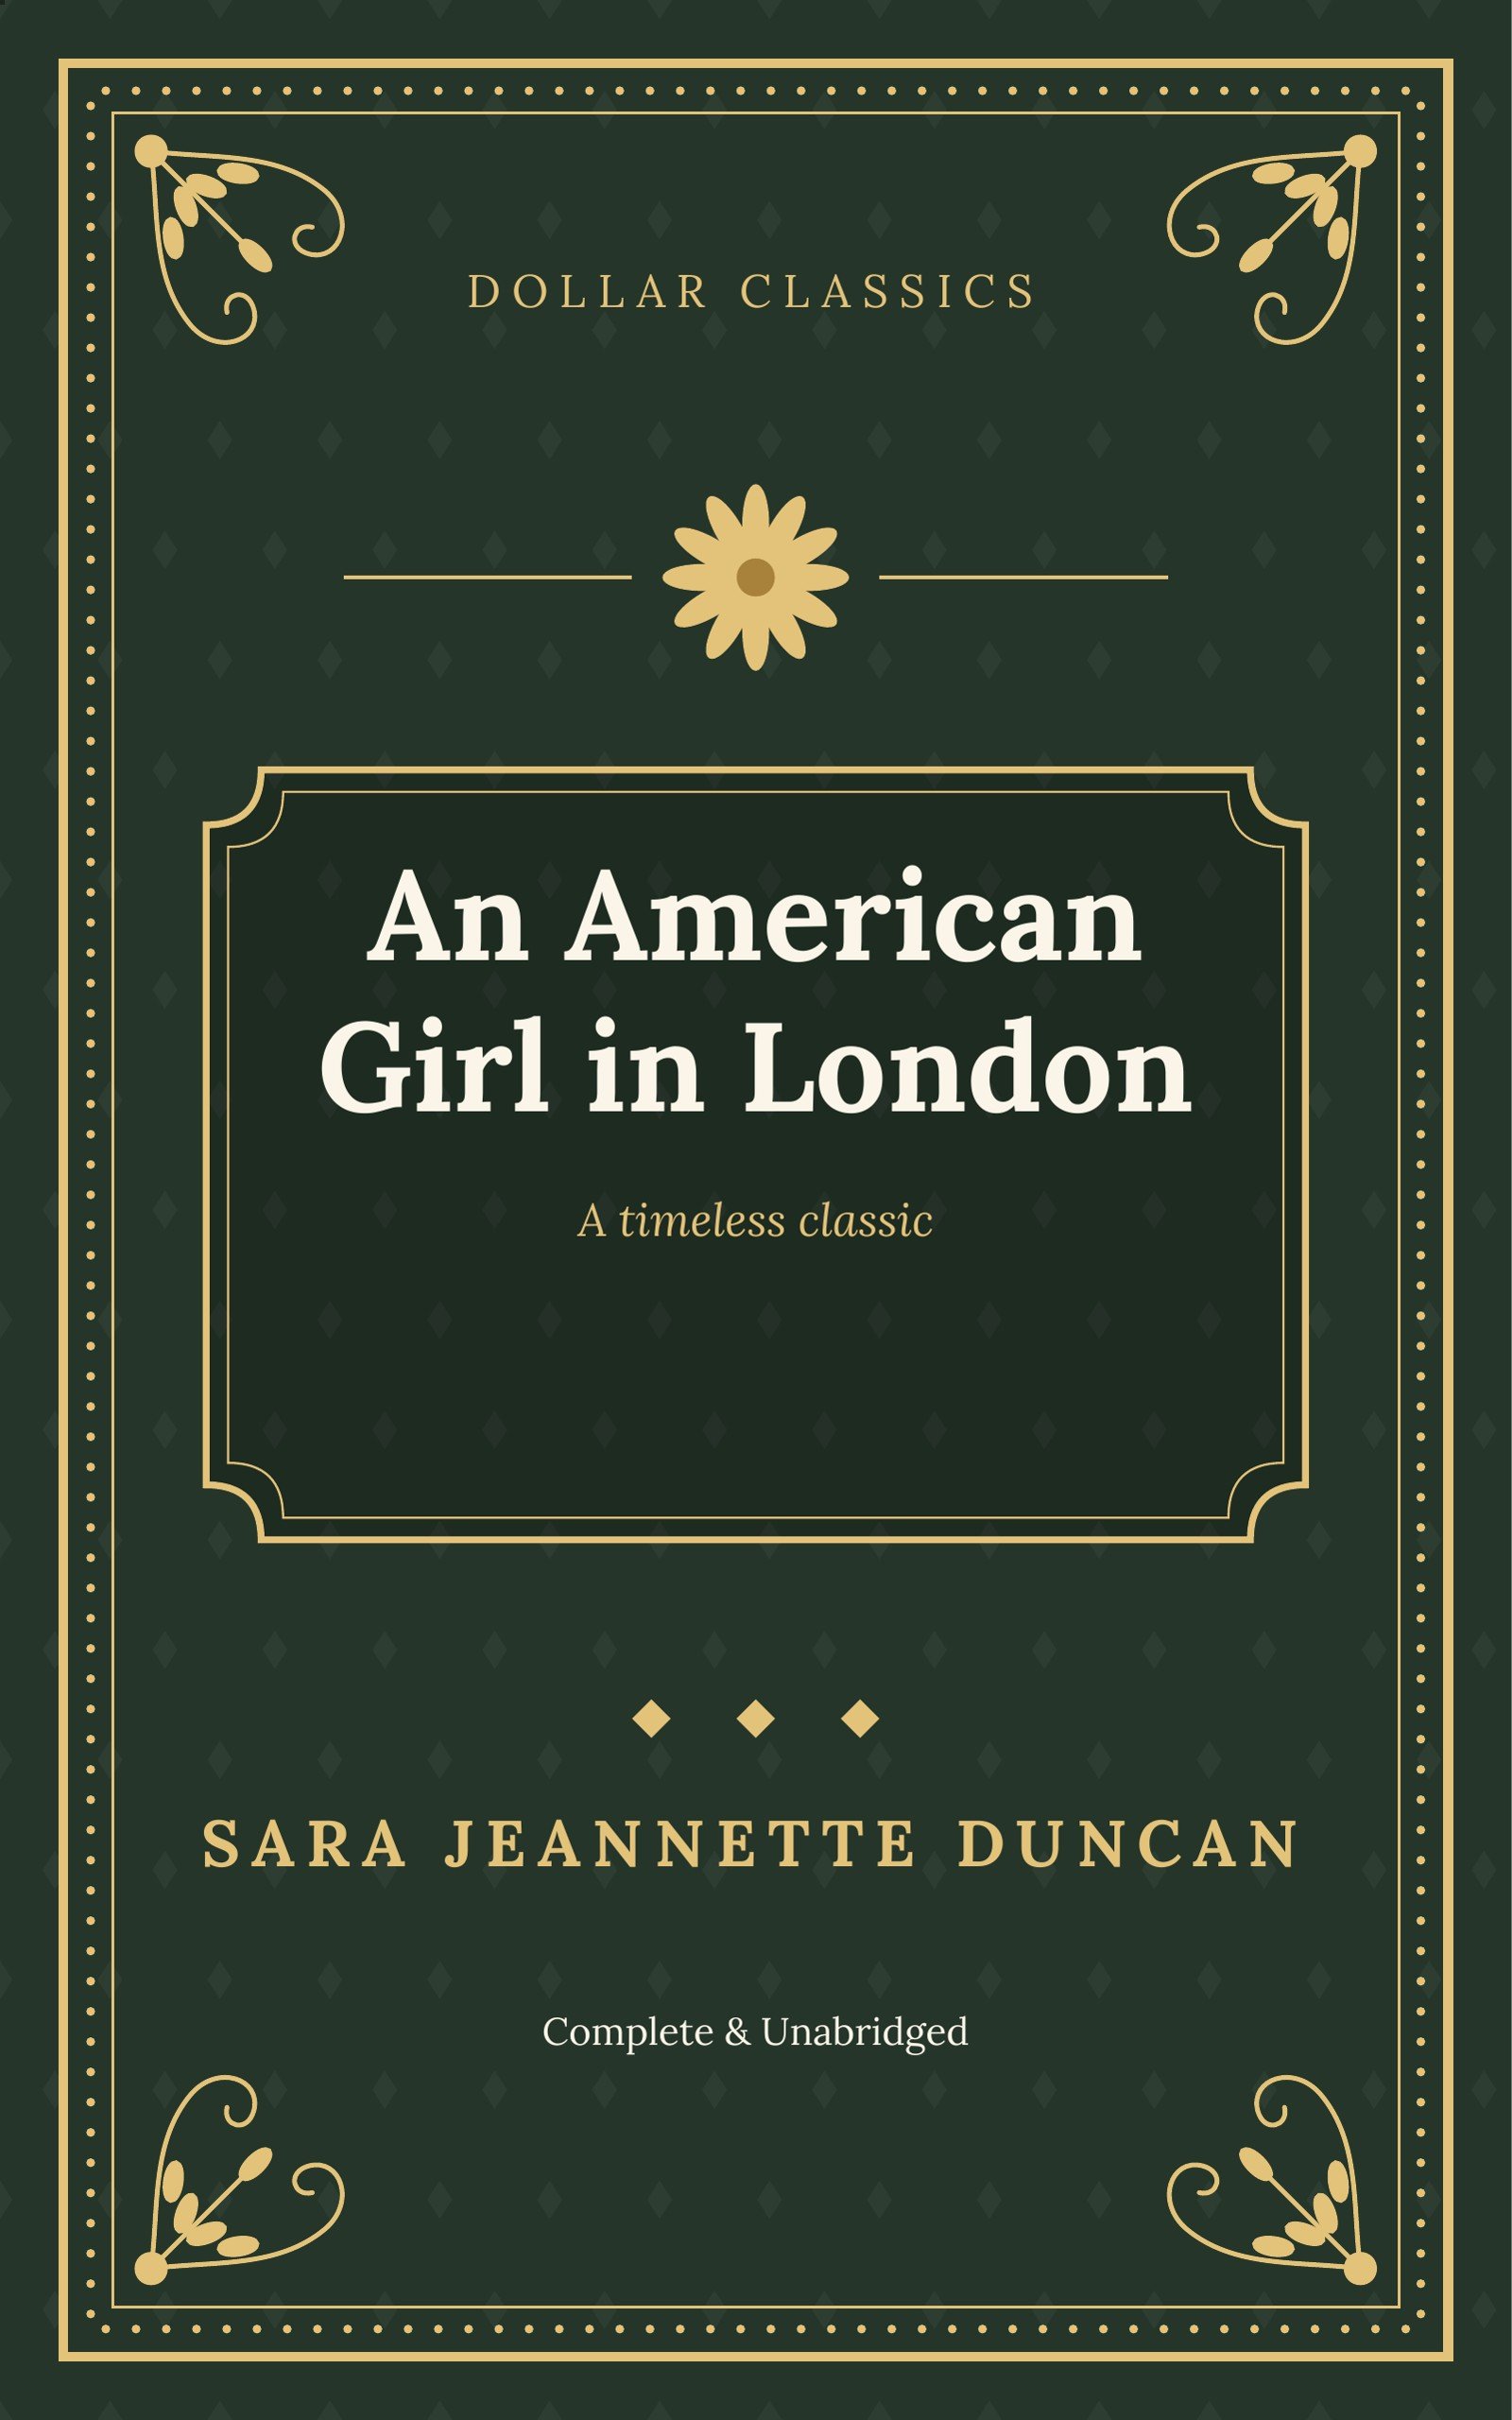 DOLLAR CLASSICS
An American
Girl in London
A timeless classic
SARA JEANNETTE DUNCAN
Complete & Unabridged